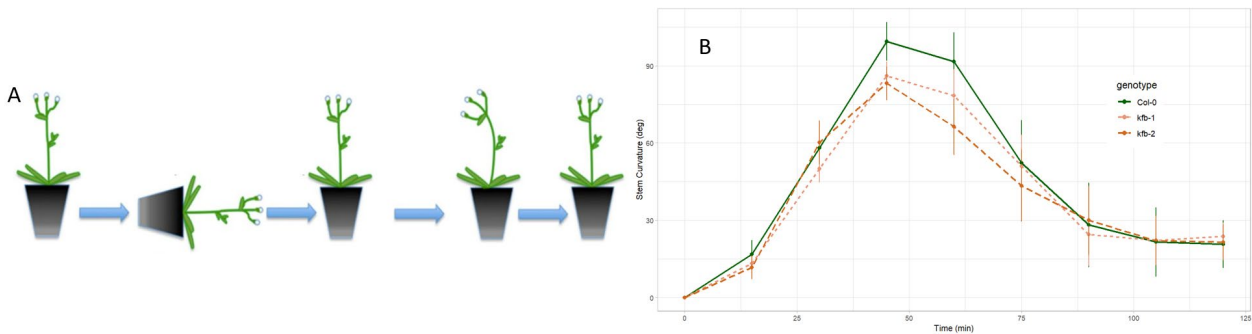 A
B
Stem Curvature (deg)
90
60
30
0
genotype
Col-0
kfb-1
kfb-2
0
25
50
75
100
125
Time (min)